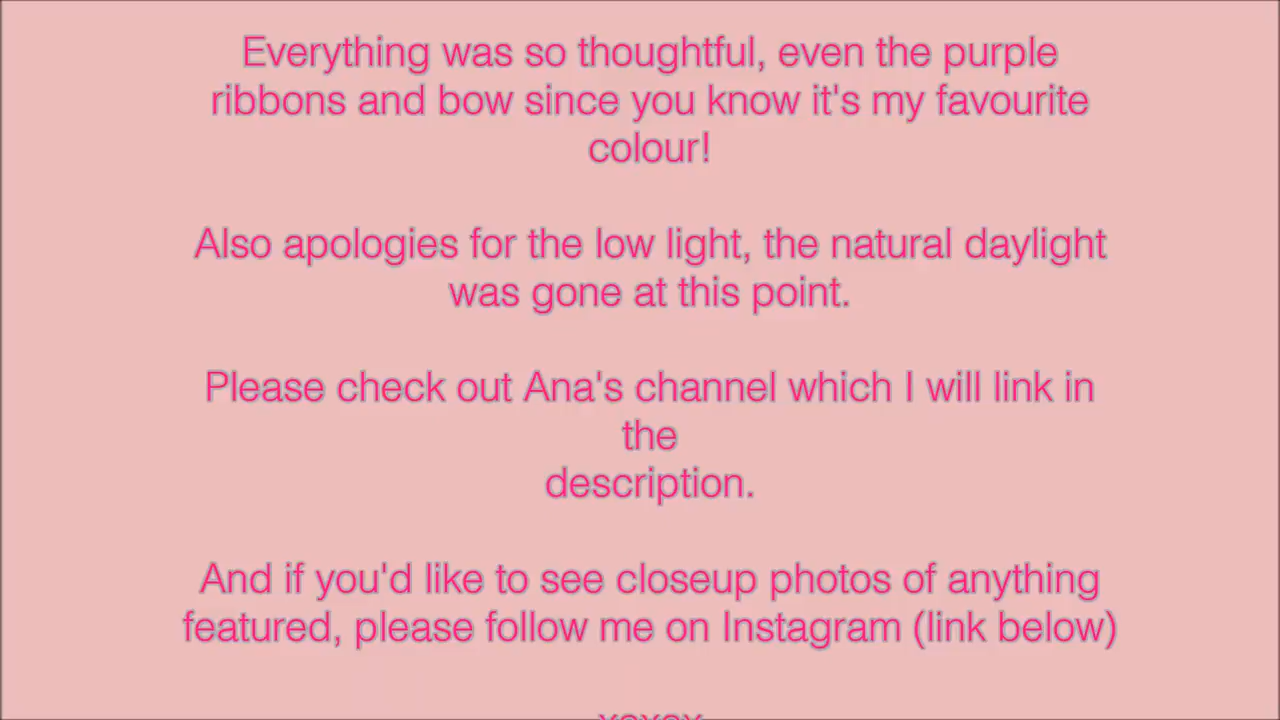 Everything was so thoughtful, even the purple
ribbons and bow since you know it's my favourite
colour!
Also apologies for the low light, the natural daylight
was gone at this point.
Please check out Ana's channel which I will link in
the
description.
And if you'd like to see closeup photos of anything
featured, please follow me on Instagram (link below)